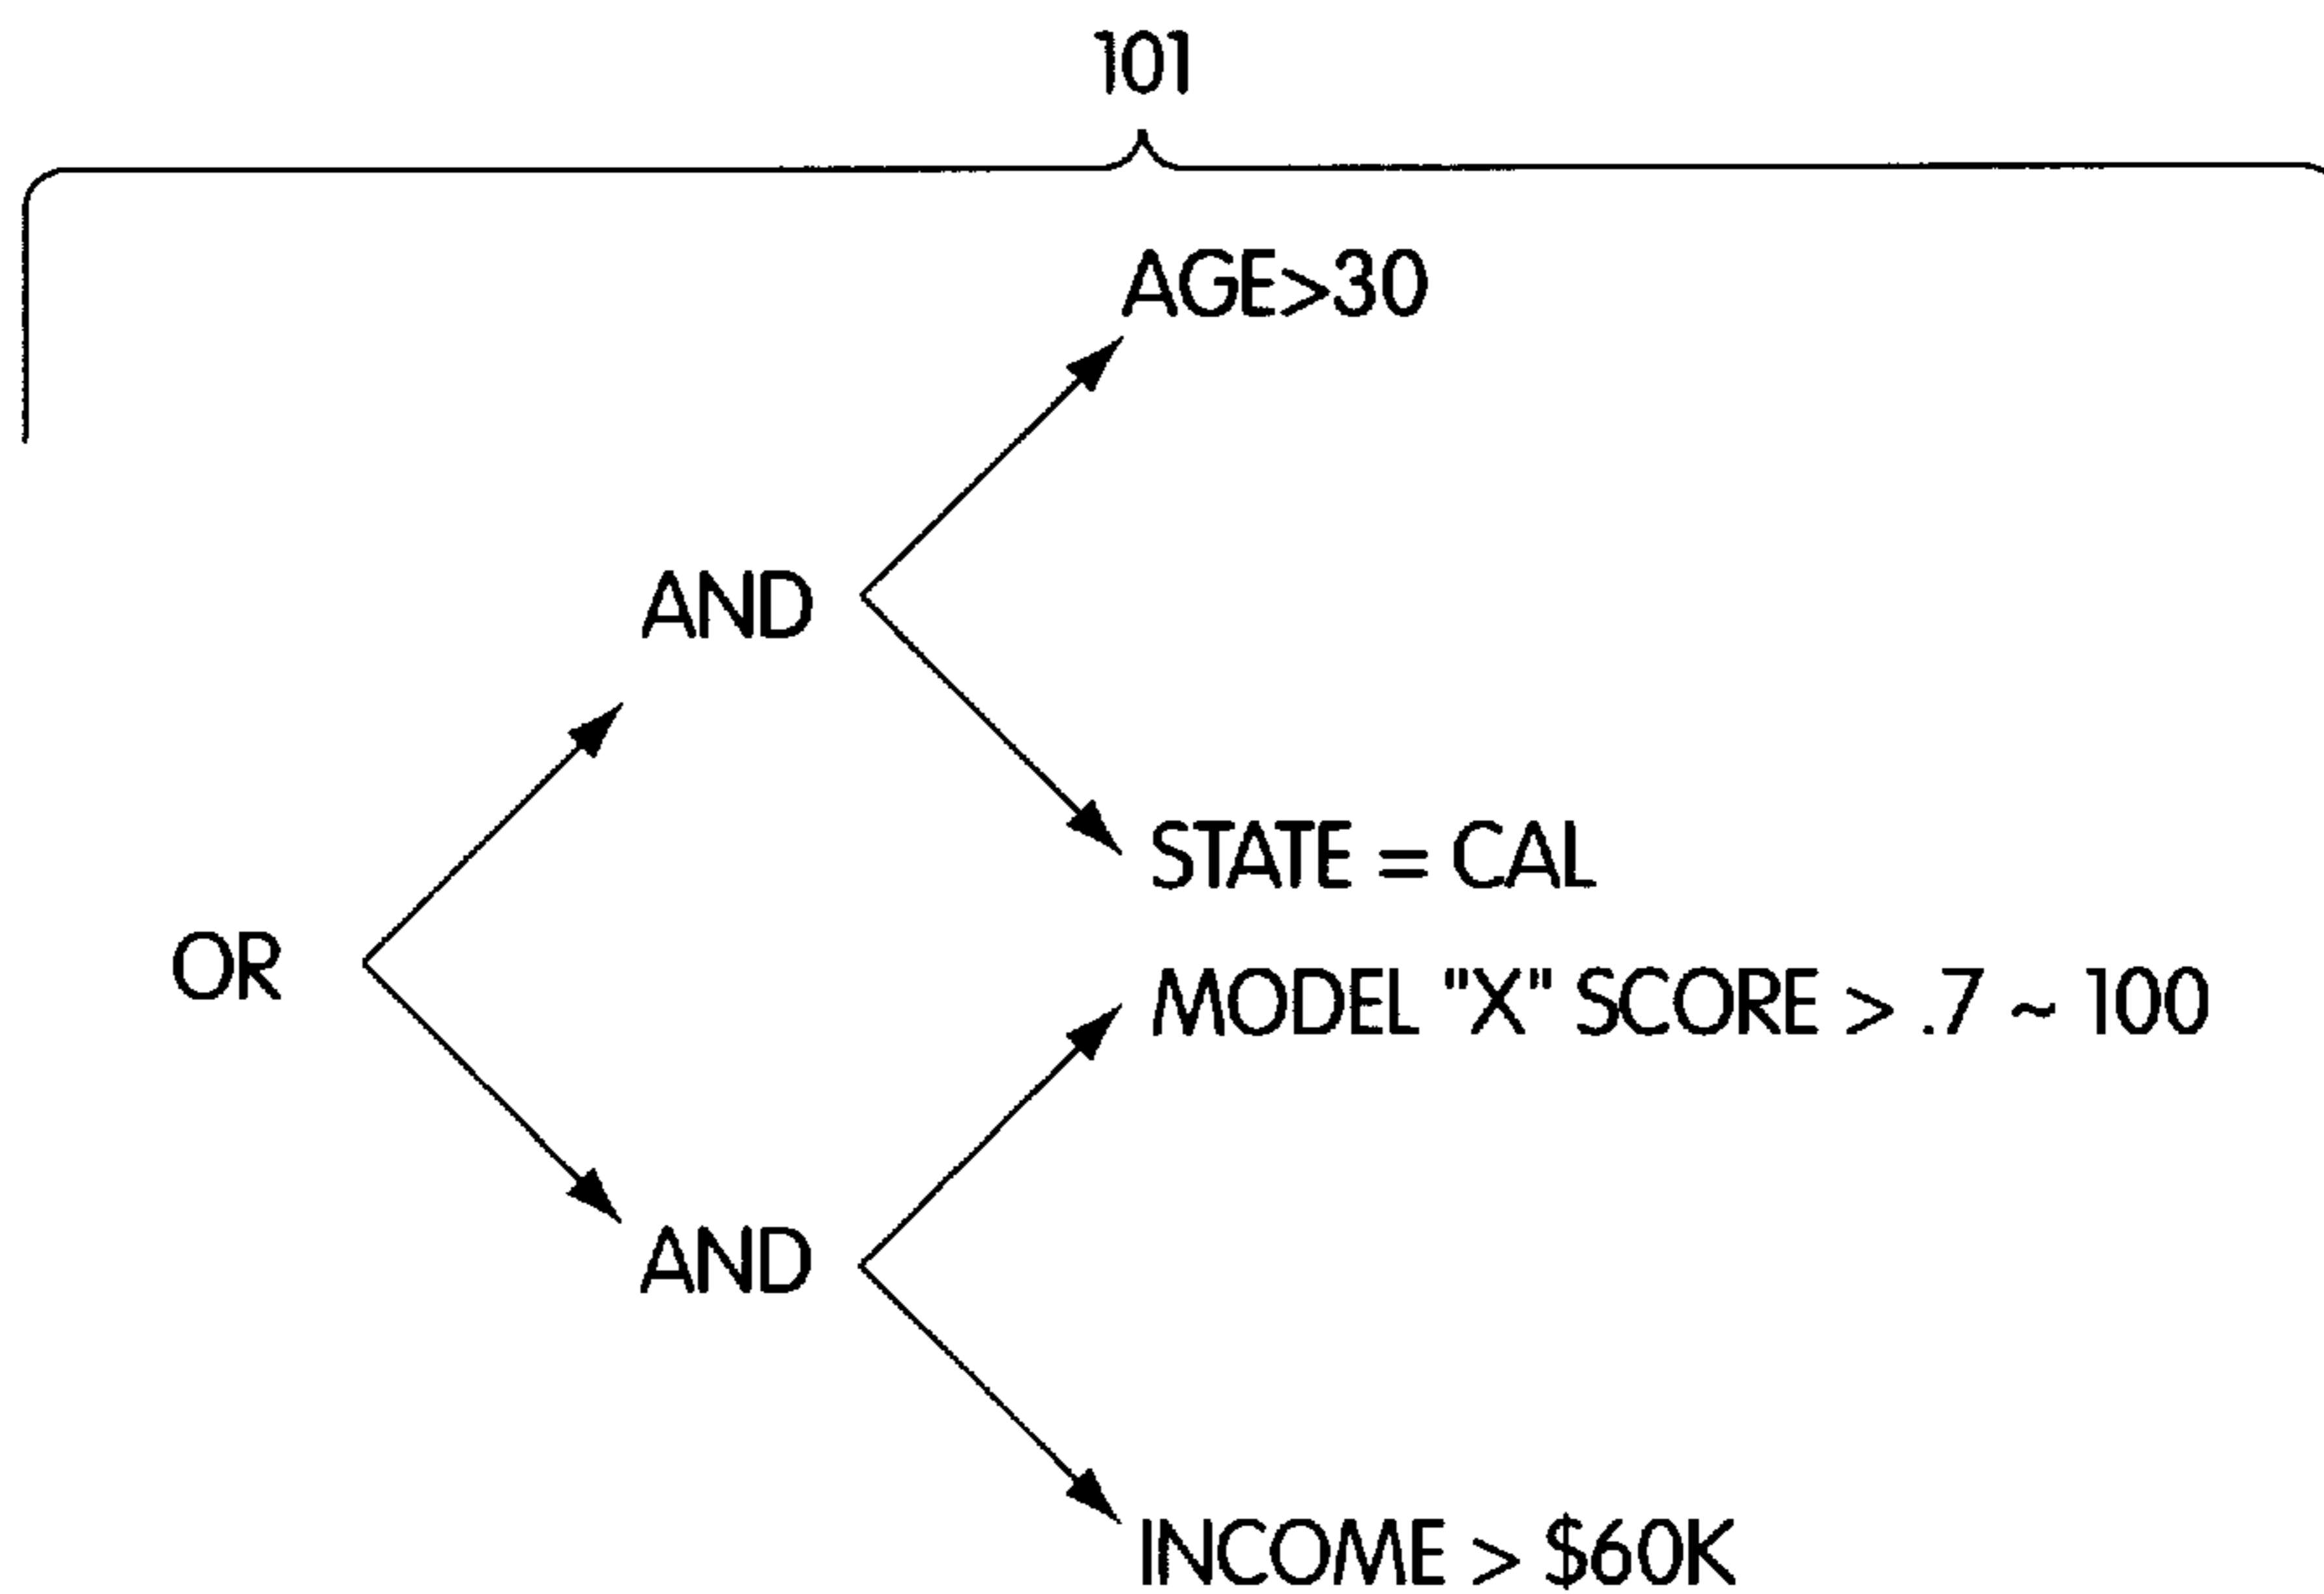 101
AGE>30
AND
STATE = CAL
OR
MODEL "X" SCORE > .7 ~ 100
AND
INCOME > $60K